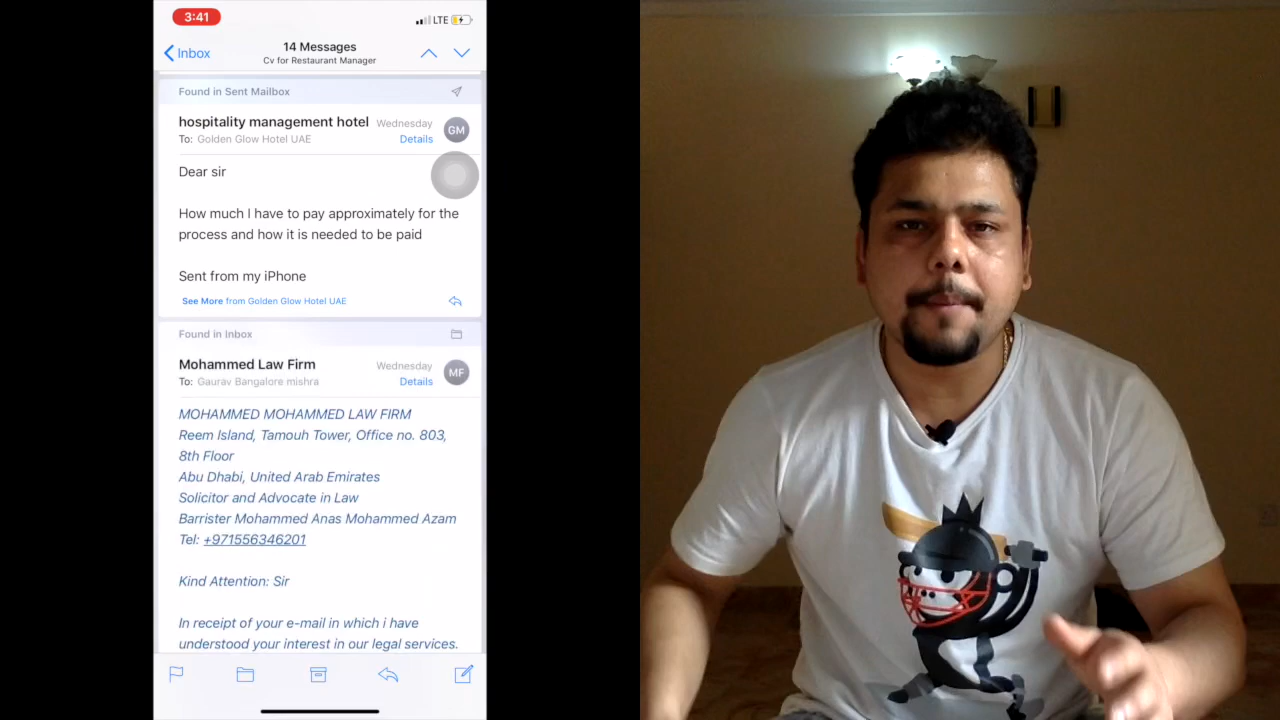 3:41
LTE
Inbox
14 Messages
Cv for Restaurant Manager
Found in Sent Mailbox
hospitality management hotel
Wednesday
GM
To: Golden Glow Hotel UAE
Details
Dear sir
How much I have to pay approximately for the
process and how it is needed to be paid
Sent from my iPhone
See More from Golden Glow Hotel UAE
Found in Inbox
Mohammed Law Firm
Wednesday
MF
To: Gaurav Bangalore mishra
Details
MOHAMMED MOHAMMED LAW FIRM
Reem Island, Tamouh Tower, Office no. 803,
8th Floor
Abu Dhabi, United Arab Emirates
Solicitor and Advocate in Law
Barrister Mohammed Anas Mohammed Azam
Tel: +971556346201
Kind Attention: Sir
In receipt of your e-mail in which i have
understood your interest in our legal services.